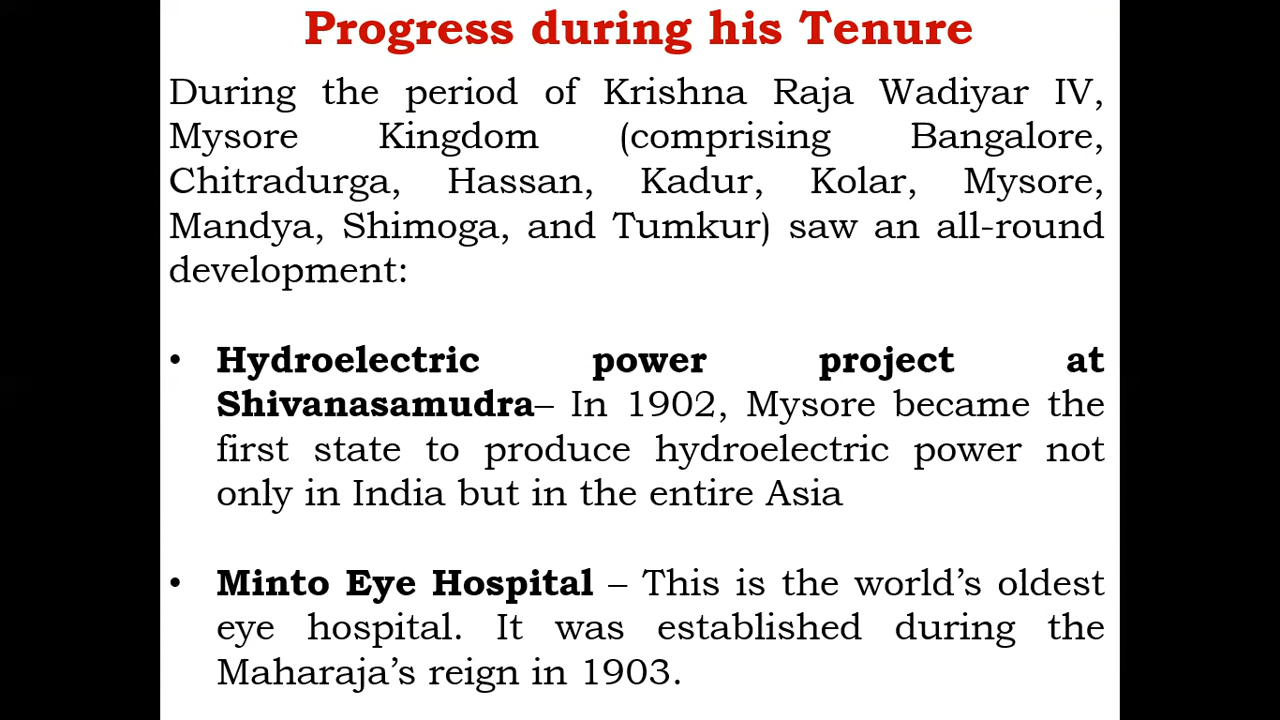 Progress during his Tenure
During the period of Krishna Raja Wadiyar IV,
Mysore Kingdom (comprising Bangalore,
Chitradurga, Hassan, Kadur, Kolar, Mysore,
Mandya, Shimoga, and Tumkur) saw an all-round
development:
• Hydroelectric power project at
Shivanasamudra– In 1902, Mysore became the
first state to produce hydroelectric power not
only in India but in the entire Asia
• Minto Eye Hospital – This is the world’s oldest
eye hospital. It was established during the
Maharaja’s reign in 1903.